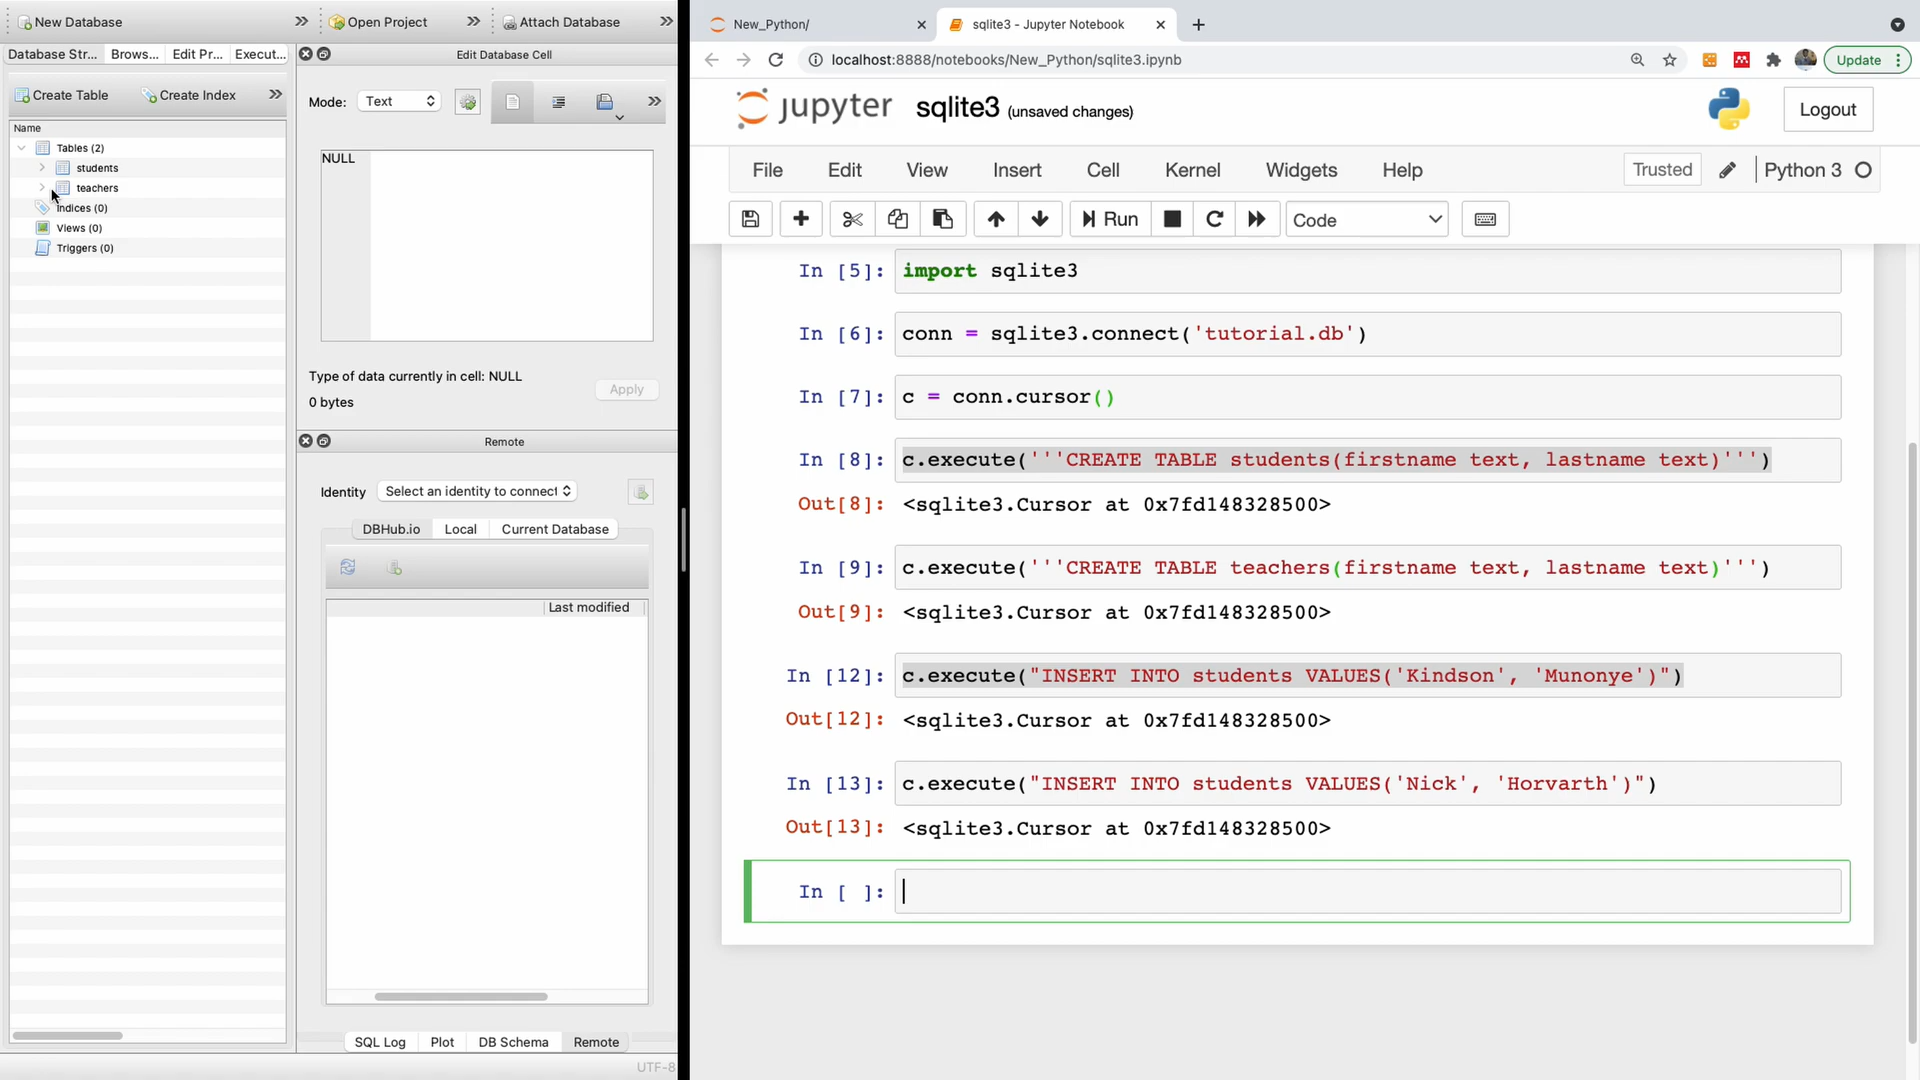 New Database
Open Project
Attach Database
Database Str...
Brows...
Edit Pr...
Execut...
Create Table
Create Index
Name
Tables (2)
students
teachers
Indices (0)
Views (0)
Triggers (0)
Edit Database Cell
Mode:
Text
NULL
Type of data currently in cell: NULL
0 bytes
Apply
Remote
Identity
Select an identity to connect
DBHub.io
Local
Current Database
Last modified
SQL Log
Plot
DB Schema
Remote
UTF-8
New_Python/
sqlite3 - Jupyter Notebook
localhost:8888/notebooks/New_Python/sqlite3.ipynb
Update
jupyter
sqlite3 (unsaved changes)
Logout
File
Edit
View
Insert
Cell
Kernel
Widgets
Help
Trusted
Python 3
Run
Code
In [5]: import sqlite3
In [6]: conn = sqlite3.connect('tutorial.db')
In [7]: c = conn.cursor()
In [8]: c.execute('''CREATE TABLE students(firstname text, lastname text)''')
Out[8]: <sqlite3.Cursor at 0x7fd148328500>
In [9]: c.execute('''CREATE TABLE teachers(firstname text, lastname text)''')
Out[9]: <sqlite3.Cursor at 0x7fd148328500>
In [12]: c.execute("INSERT INTO students VALUES('Kindson', 'Munonye')")
Out[12]: <sqlite3.Cursor at 0x7fd148328500>
In [13]: c.execute("INSERT INTO students VALUES('Nick', 'Horvarth')")
Out[13]: <sqlite3.Cursor at 0x7fd148328500>
In [ ]: